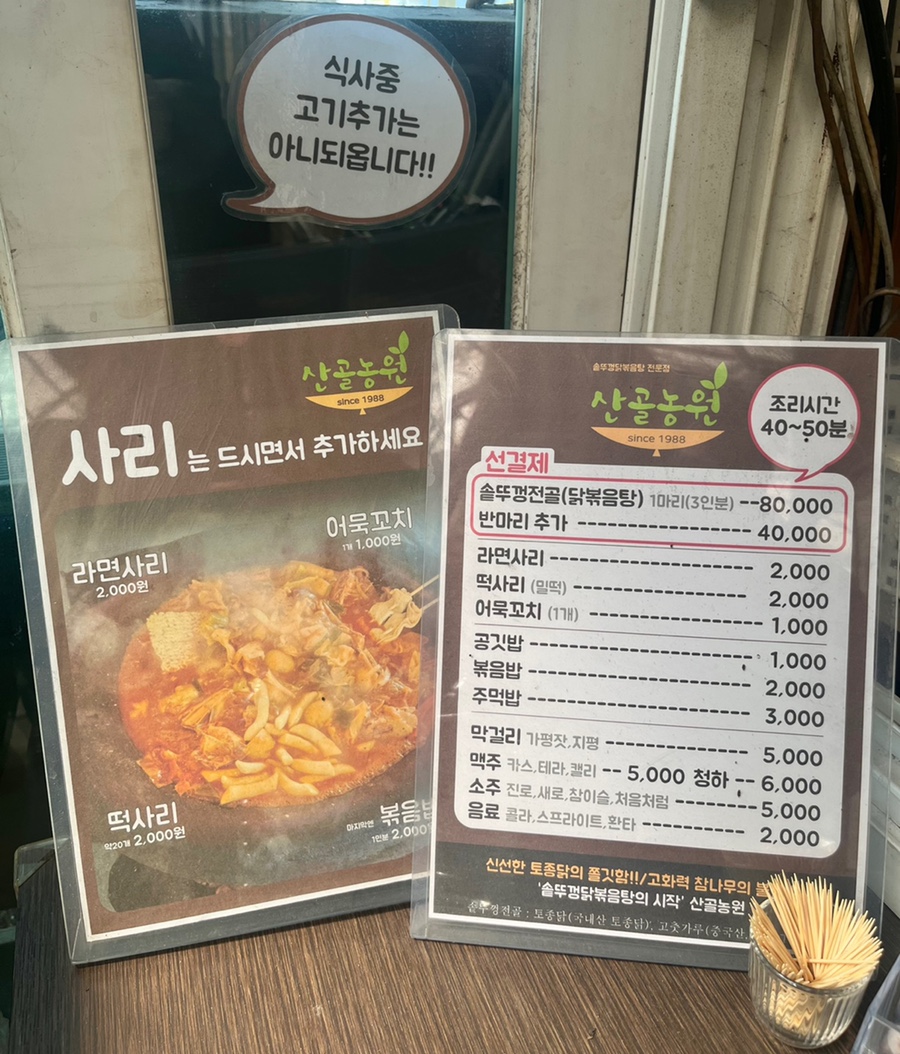 식사중
고기추가는
아니되옵니다!!
산골농원
since 1988
사리는 드시면서 추가하세요
어묵꼬치
1개 1,000원
라면사리
2,000원
떡사리
약20개 2,000원
볶음밥
마지막엔
1인분 2,000
솥뚜껑닭볶음탕 전문점
산골농원
since 1988
조리시간
40~50분
선결제
솥뚜껑전골(닭볶음탕) 1마리(3인분) --80,000
반마리 추가 ---- 40,000
라면사리 ---- 2,000
떡사리 (밀떡) ---- 2,000
어묵꼬치 (1개) ---- 1,000
공깃밥 ---- 1,000
볶음밥 ---- 2,000
주먹밥 ---- 3,000
막걸리 가평잣,지평 ---- 5,000
맥주 카스,테라,캘리 -- 5,000 청하 -- 6,000
소주 진로,새로,참이슬,처음처럼 ---- 5,000
음료 콜라,스프라이트,환타 ---- 2,000
신선한 토종닭의 쫄깃함!!/고화력 참나무의
'솥뚜껑닭볶음탕의 시작' 산골농원
솥뚜껑전골 : 토종닭(국내산 토종닭), 고춧가루(중국산,